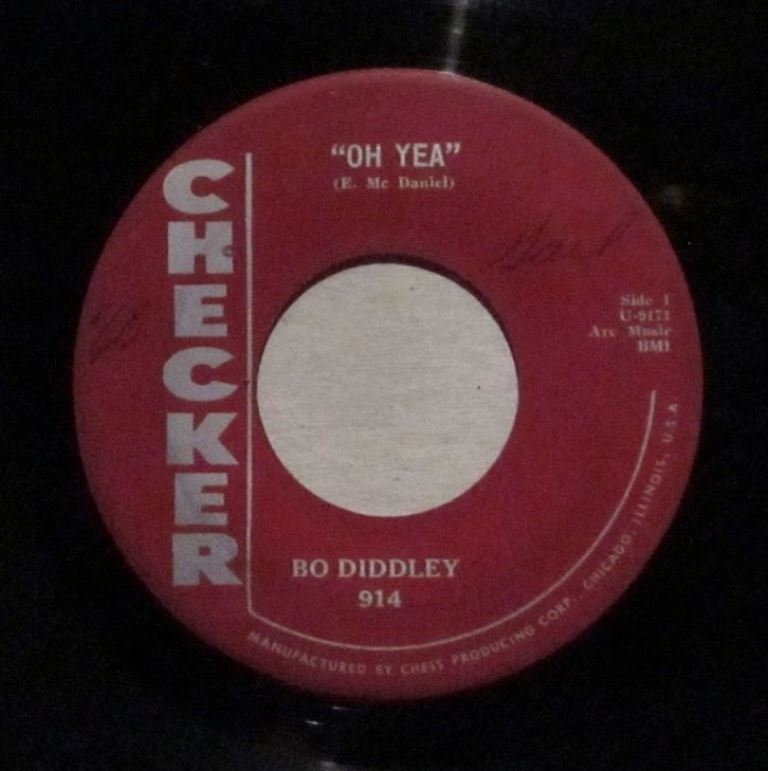 CHECKER
"OH YEA"
(E. Mc Daniel)
Side 1
U-9171
Arc Music
BMI
BO DIDDLEY
914
MANUFACTURED BY CHESS PRODUCING CORP., CHICAGO, ILLINOIS, U.S.A